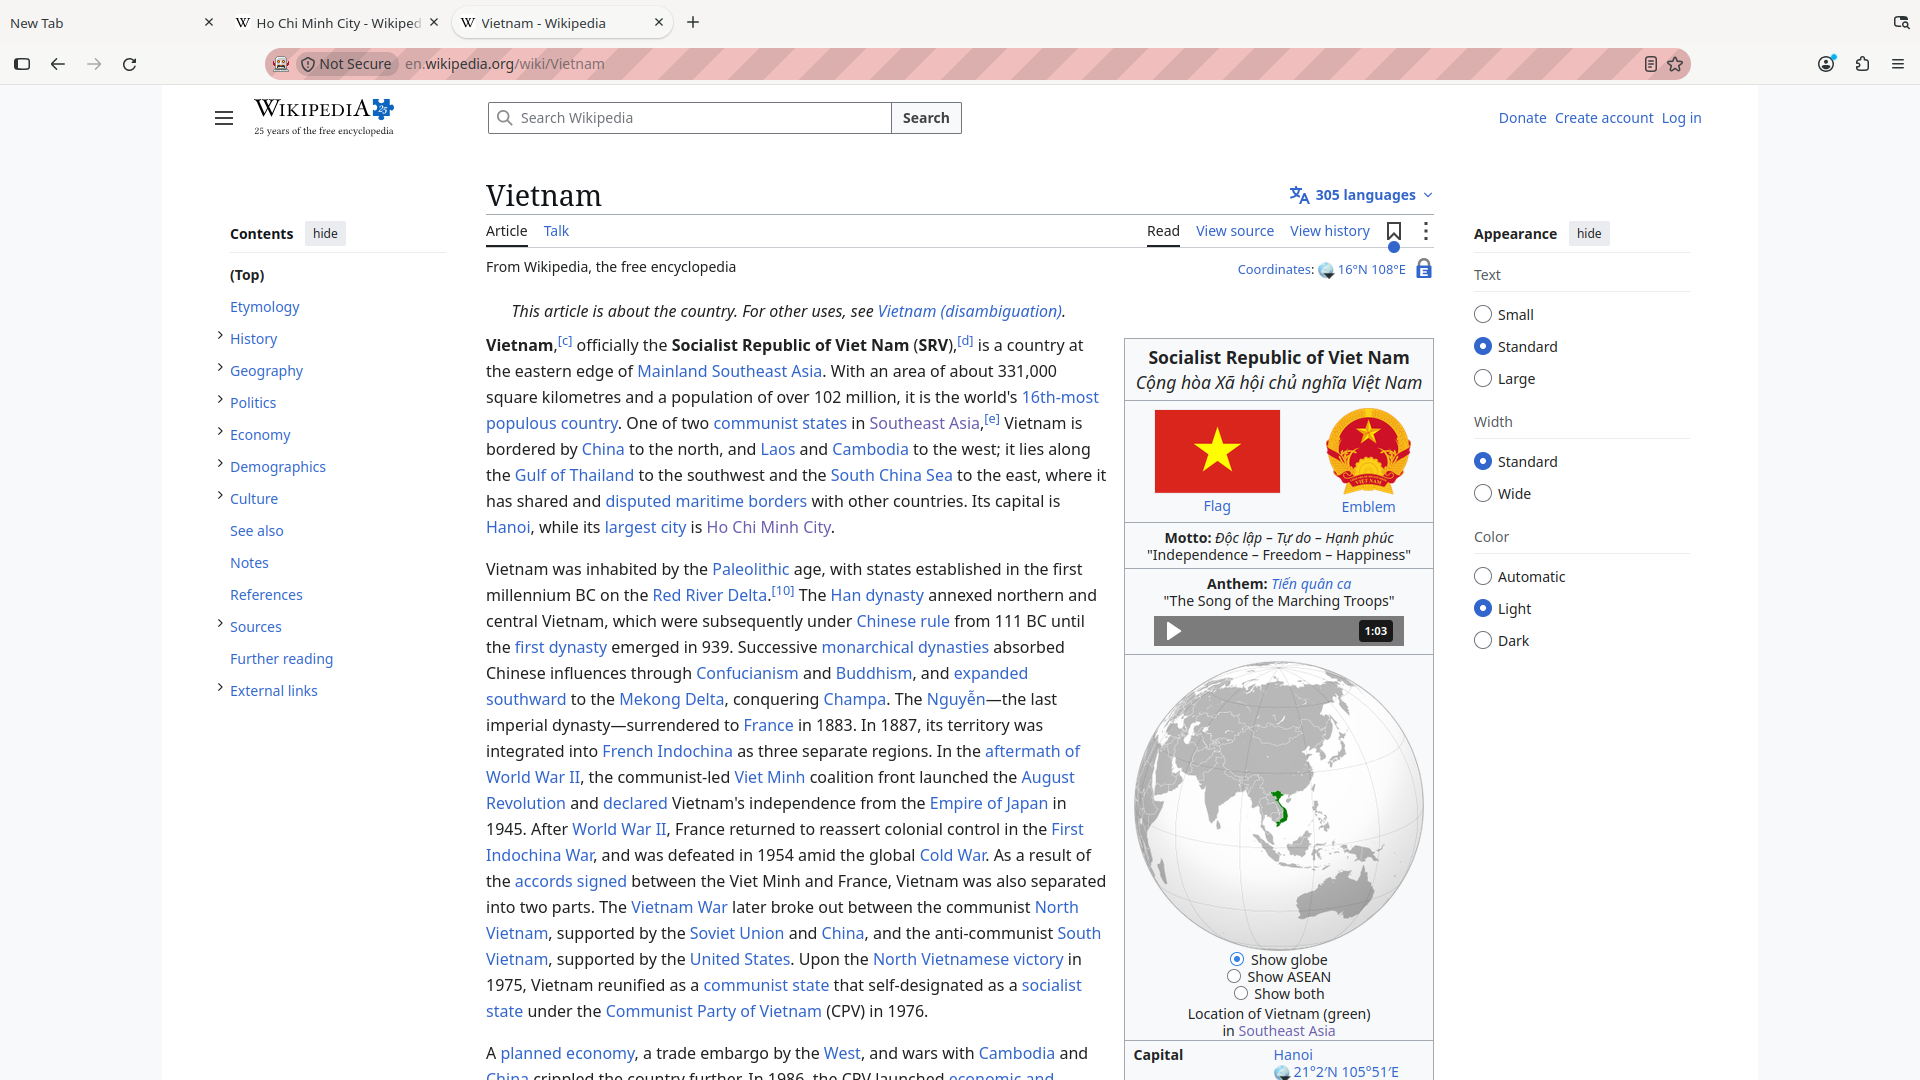 New Tab
Ho Chi Minh City - Wikiped
Vietnam - Wikipedia
Not Secure
en.wikipedia.org/wiki/Vietnam
WIKIPEDIA 25
25 years of the free encyclopedia
Search Wikipedia
Search
Donate Create account Log in
Vietnam
305 languages
Article Talk
Read View source View history
From Wikipedia, the free encyclopedia
Coordinates: 16°N 108°E
Contents hide
(Top)
Etymology
History
Geography
Politics
Economy
Demographics
Culture
See also
Notes
References
Sources
Further reading
External links
This article is about the country. For other uses, see Vietnam (disambiguation).
Vietnam,[c] officially the Socialist Republic of Viet Nam (SRV),[d] is a country at
the eastern edge of Mainland Southeast Asia. With an area of about 331,000
square kilometres and a population of over 102 million, it is the world's 16th-most
populous country. One of two communist states in Southeast Asia,[e] Vietnam is
bordered by China to the north, and Laos and Cambodia to the west; it lies along
the Gulf of Thailand to the southwest and the South China Sea to the east, where it
has shared and disputed maritime borders with other countries. Its capital is
Hanoi, while its largest city is Ho Chi Minh City.
Vietnam was inhabited by the Paleolithic age, with states established in the first
millennium BC on the Red River Delta.[10] The Han dynasty annexed northern and
central Vietnam, which were subsequently under Chinese rule from 111 BC until
the first dynasty emerged in 939. Successive monarchical dynasties absorbed
Chinese influences through Confucianism and Buddhism, and expanded
southward to the Mekong Delta, conquering Champa. The Nguyễn—the last
imperial dynasty—surrendered to France in 1883. In 1887, its territory was
integrated into French Indochina as three separate regions. In the aftermath of
World War II, the communist-led Viet Minh coalition front launched the August
Revolution and declared Vietnam's independence from the Empire of Japan in
1945. After World War II, France returned to reassert colonial control in the First
Indochina War, and was defeated in 1954 amid the global Cold War. As a result of
the accords signed between the Viet Minh and France, Vietnam was also separated
into two parts. The Vietnam War later broke out between the communist North
Vietnam, supported by the Soviet Union and China, and the anti-communist South
Vietnam, supported by the United States. Upon the North Vietnamese victory in
1975, Vietnam reunified as a communist state that self-designated as a socialist
state under the Communist Party of Vietnam (CPV) in 1976.
A planned economy, a trade embargo by the West, and wars with Cambodia and
China crippled the country further. In 1986, the CPV launched economic and
Socialist Republic of Viet Nam
Cộng hòa Xã hội chủ nghĩa Việt Nam
Flag
Emblem
Motto: Độc lập – Tự do – Hạnh phúc
"Independence – Freedom – Happiness"
Anthem: Tiến quân ca
"The Song of the Marching Troops"
1:03
Show globe
Show ASEAN
Show both
Location of Vietnam (green)
in Southeast Asia
Capital
Hanoi
21°2′N 105°51′E
Appearance hide
Text
Small
Standard
Large
Width
Standard
Wide
Color
Automatic
Light
Dark